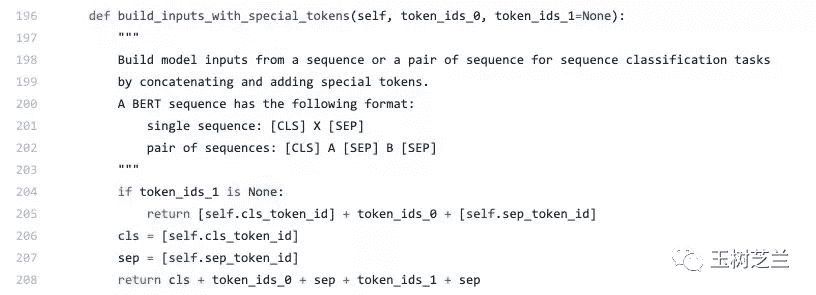 196 def build_inputs_with_special_tokens(self, token_ids_0, token_ids_1=None):
197 """
198 Build model inputs from a sequence or a pair of sequence for sequence classification tasks
199 by concatenating and adding special tokens.
200 A BERT sequence has the following format:
201 single sequence: [CLS] X [SEP]
202 pair of sequences: [CLS] A [SEP] B [SEP]
203 """
204 if token_ids_1 is None:
205 return [self.cls_token_id] + token_ids_0 + [self.sep_token_id]
206 cls = [self.cls_token_id]
207 sep = [self.sep_token_id]
208 return cls + token_ids_0 + sep + token_ids_1 + sep
玉树芝兰